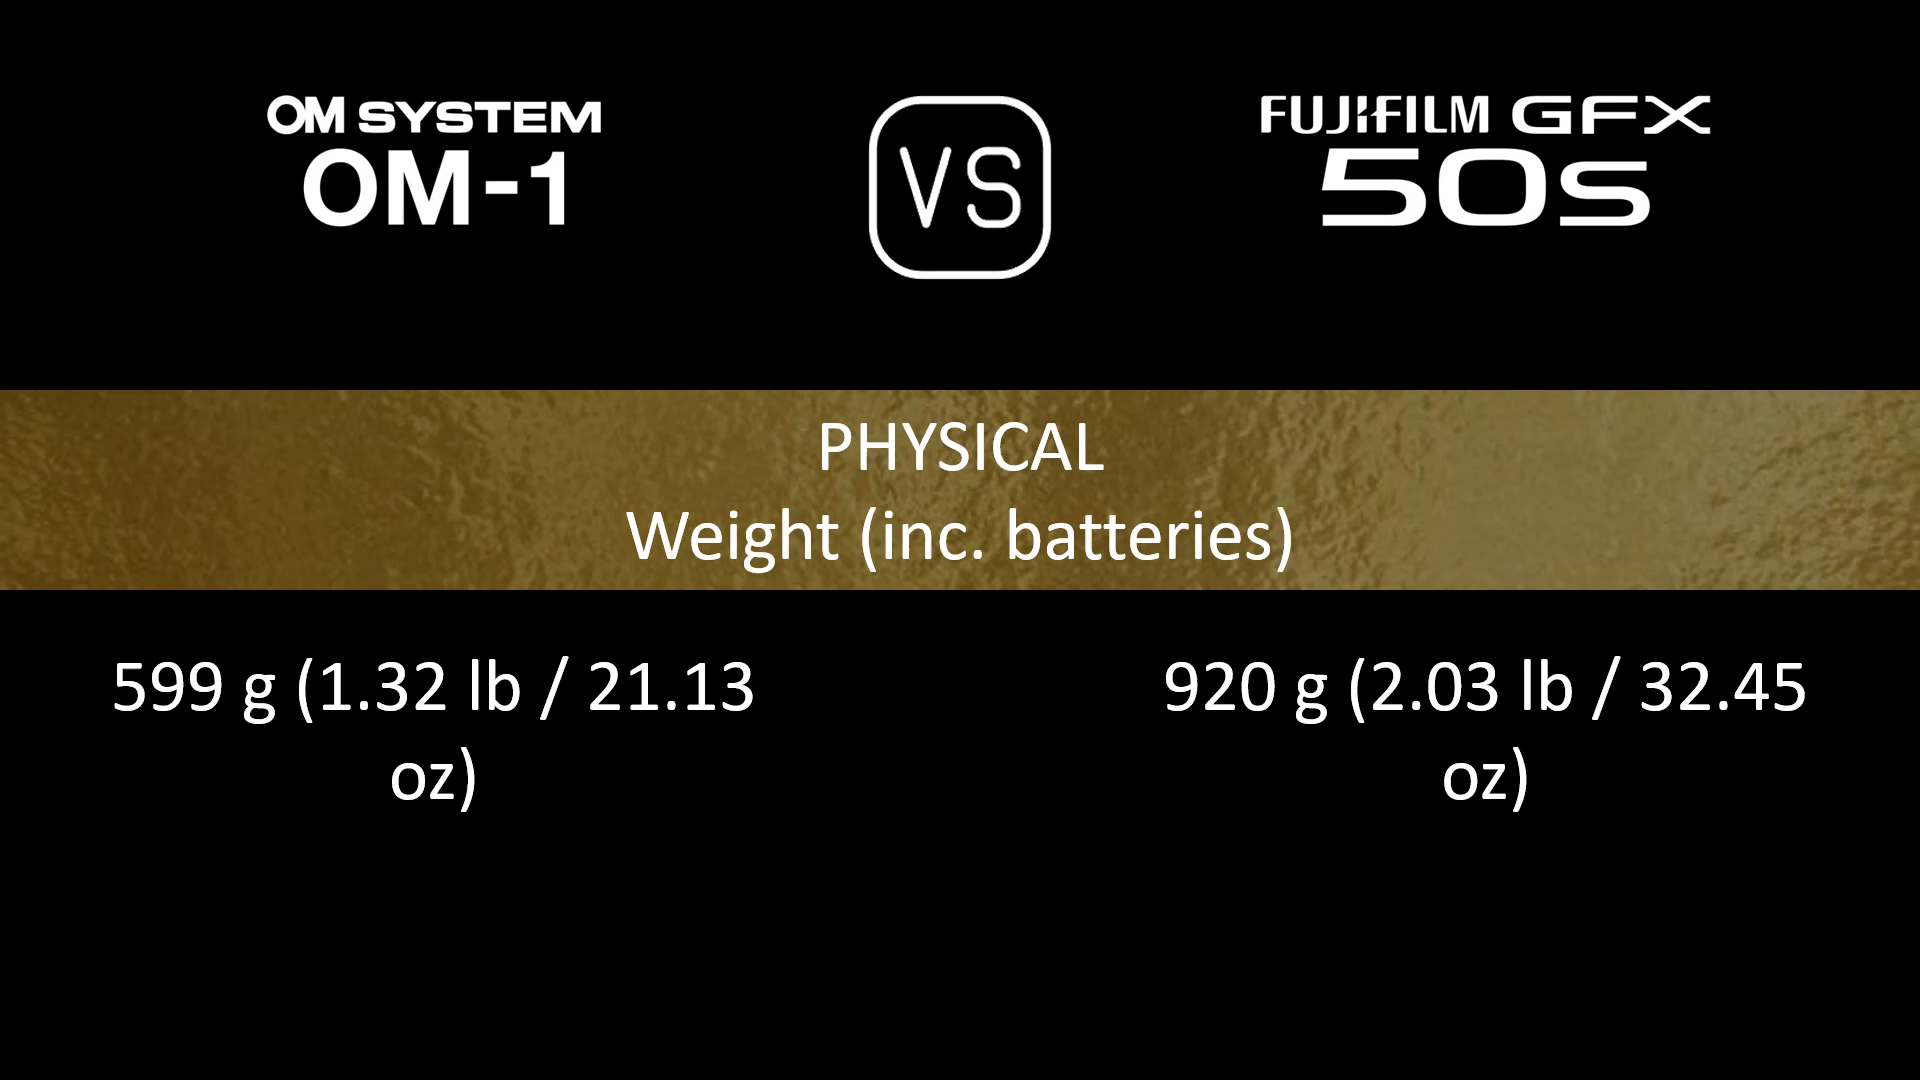 OM SYSTEM
OM-1
VS
FUJIFILM GFX
50s
PHYSICAL
Weight (inc. batteries)
599 g (1.32 lb / 21.13
oz)
920 g (2.03 lb / 32.45
oz)